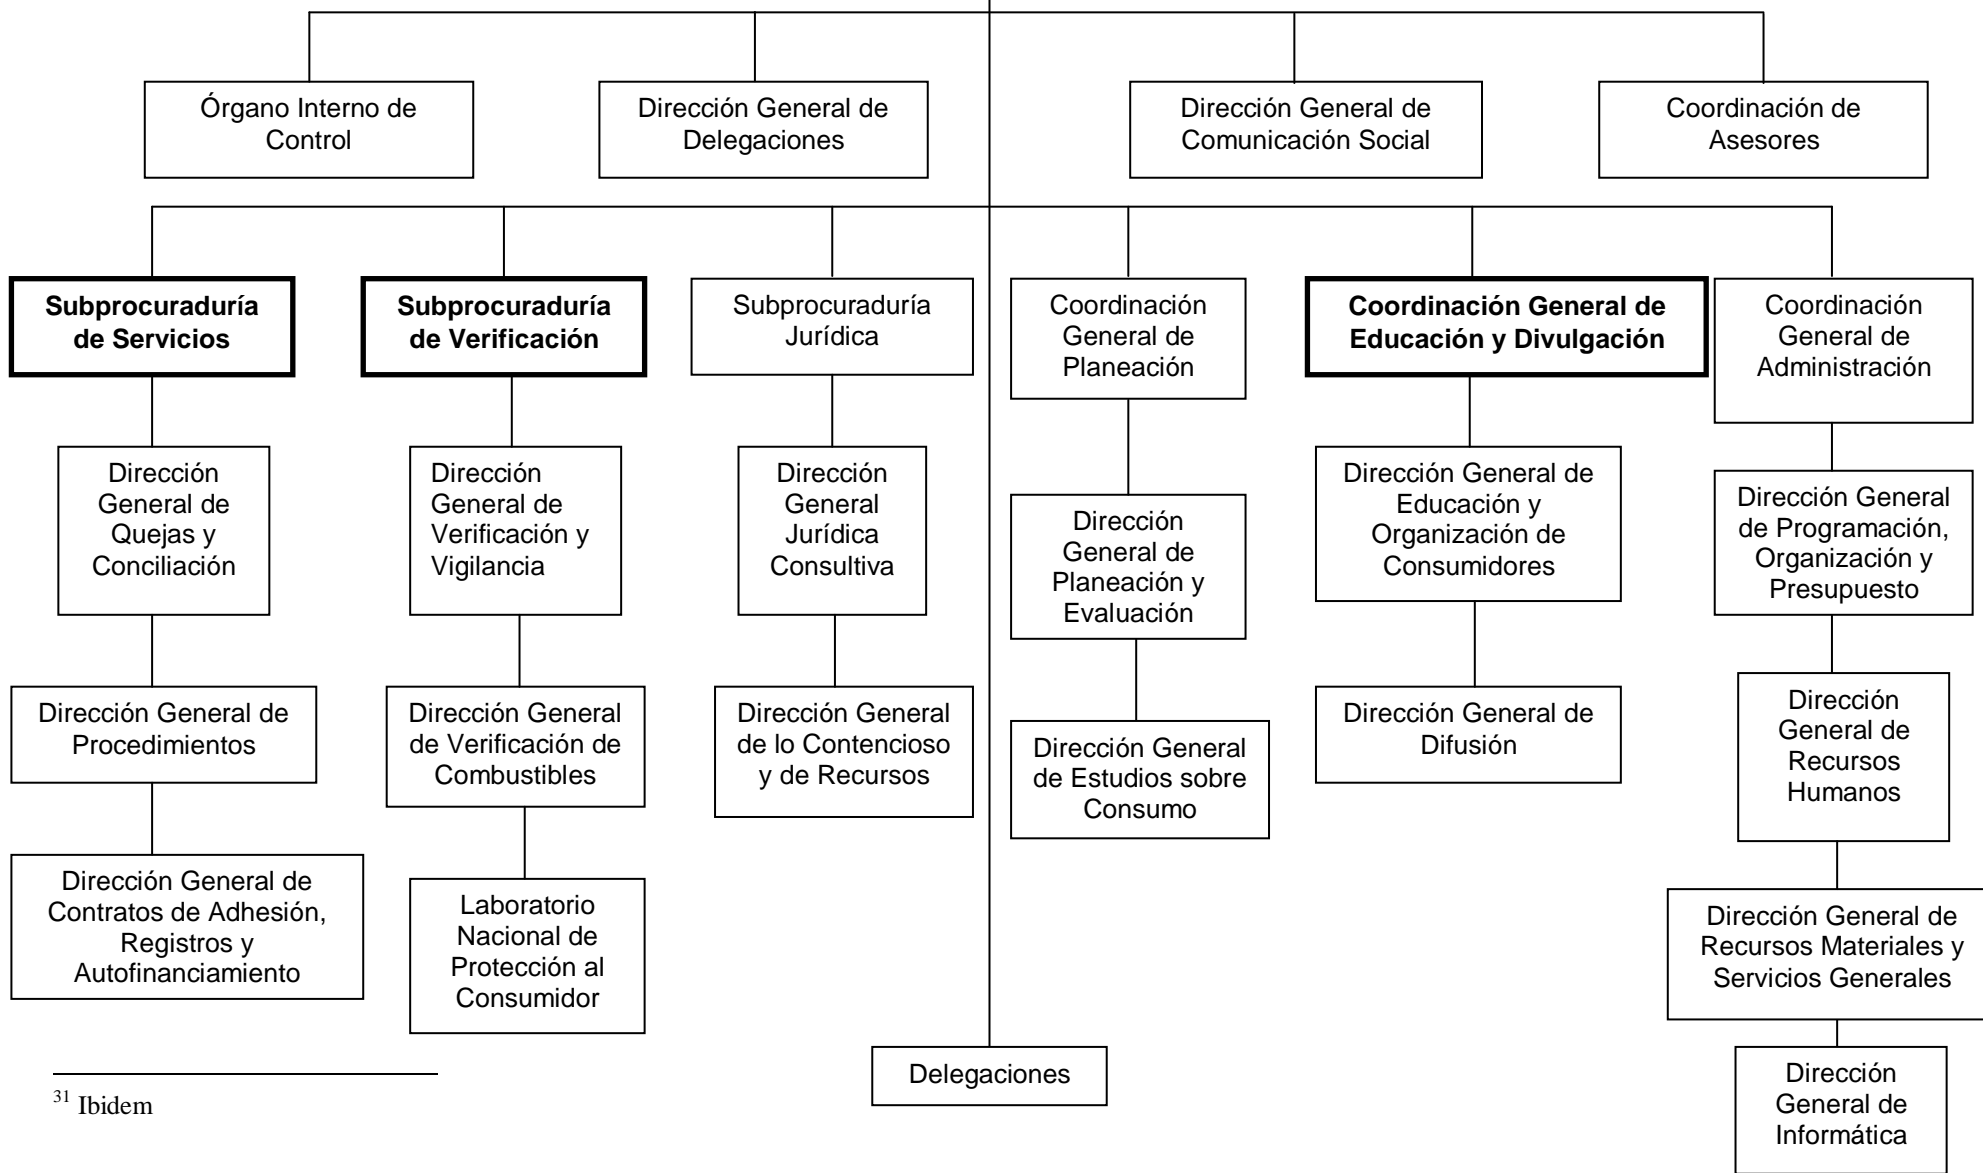 Órgano Interno de
Control
Dirección General de
Delegaciones
Dirección General de
Comunicación Social
Coordinación de
Asesores
Subprocuraduría
de Servicios
Subprocuraduría
de Verificación
Subprocuraduría
Jurídica
Coordinación
General de
Planeación
Coordinación General de
Educación y Divulgación
Coordinación
General de
Administración
Dirección
General de
Quejas y
Conciliación
Dirección
General de
Verificación y
Vigilancia
Dirección
General
Jurídica
Consultiva
Dirección
General de
Planeación y
Evaluación
Dirección General de
Educación y
Organización de
Consumidores
Dirección General
de Programación,
Organización y
Presupuesto
Dirección General de
Procedimientos
Dirección General
de Verificación de
Combustibles
Dirección General
de lo Contencioso
y de Recursos
Dirección General
de Estudios sobre
Consumo
Dirección General de
Difusión
Dirección
General de
Recursos
Humanos
Dirección General de
Contratos de Adhesión,
Registros y
Autofinanciamiento
Laboratorio
Nacional de
Protección al
Consumidor
Dirección General de
Recursos Materiales y
Servicios Generales
Delegaciones
Dirección
General de
Informática
31 Ibidem